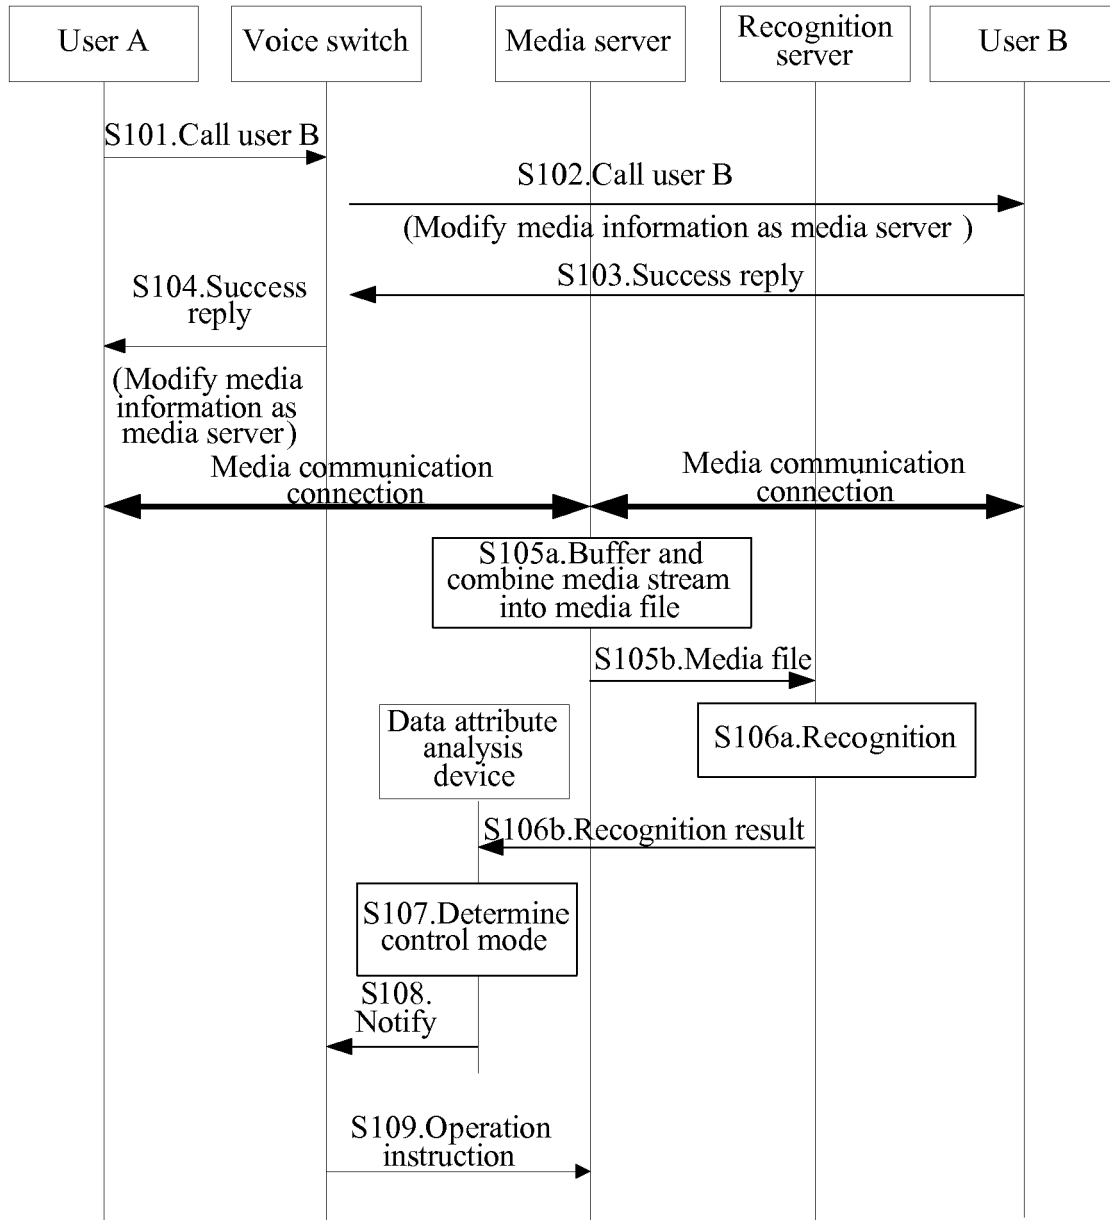 User A
Voice switch
Media server
Recognition
server
User B
S101.Call user B
S102.Call user B
(Modify media information as media server )
S103.Success reply
S104.Success
reply
(Modify media
information as
media server)
Media communication
connection
Media communication
connection
S105a.Buffer and
combine media stream
into media file
S105b.Media file
Data attribute
analysis
device
S106a.Recognition
S106b.Recognition result
S107.Determine
control mode
S108.
Notify
S109.Operation
instruction